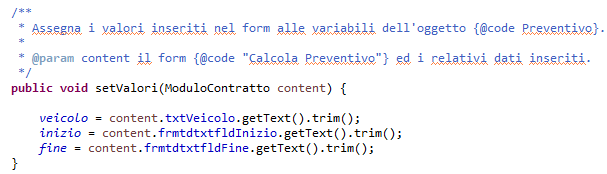 /**
 * Assegna i valori inseriti nel form alle variabili dell'oggetto {@code Preventivo}.
 *
 * @param content il form {@code "Calcola Preventivo"} ed i relativi dati inseriti.
 */
public void setValori(ModuloContratto content) {
    veicolo = content.txtVeicolo.getText().trim();
    inizio = content.frmtdtxtfldInizio.getText().trim();
    fine = content.frmtdtxtfldFine.getText().trim();
}